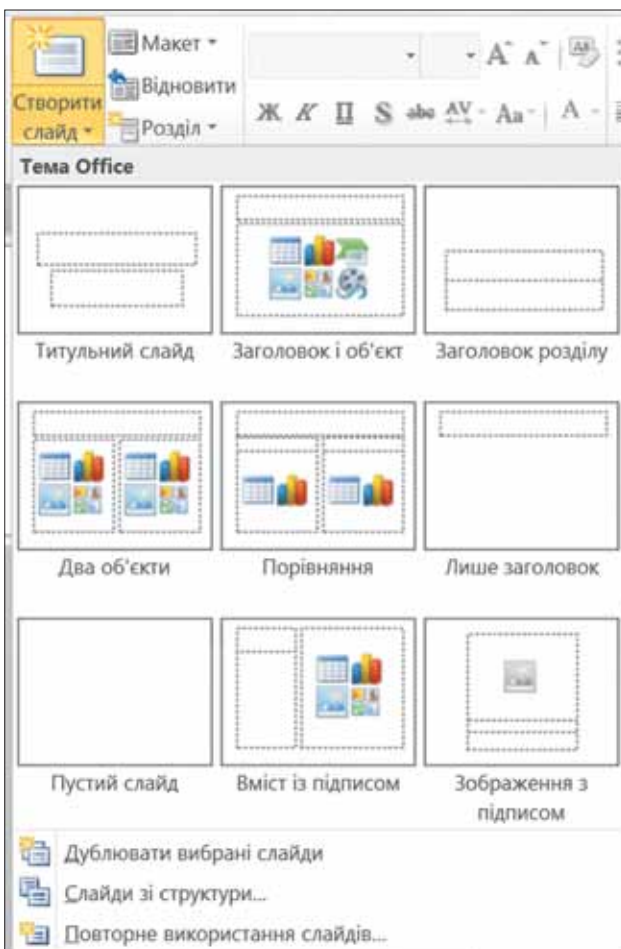 Створити слайд
Макет
Відновити
Розділ
Ж К П S abc AV Aa A
Тема Office
Титульний слайд
Заголовок і об'єкт
Заголовок розділу
Два об'єкти
Порівняння
Лише заголовок
Пустий слайд
Вміст із підписом
Зображення з
підписом
Дублювати вибрані слайди
Слайди зі структури...
Повторне використання слайдів...